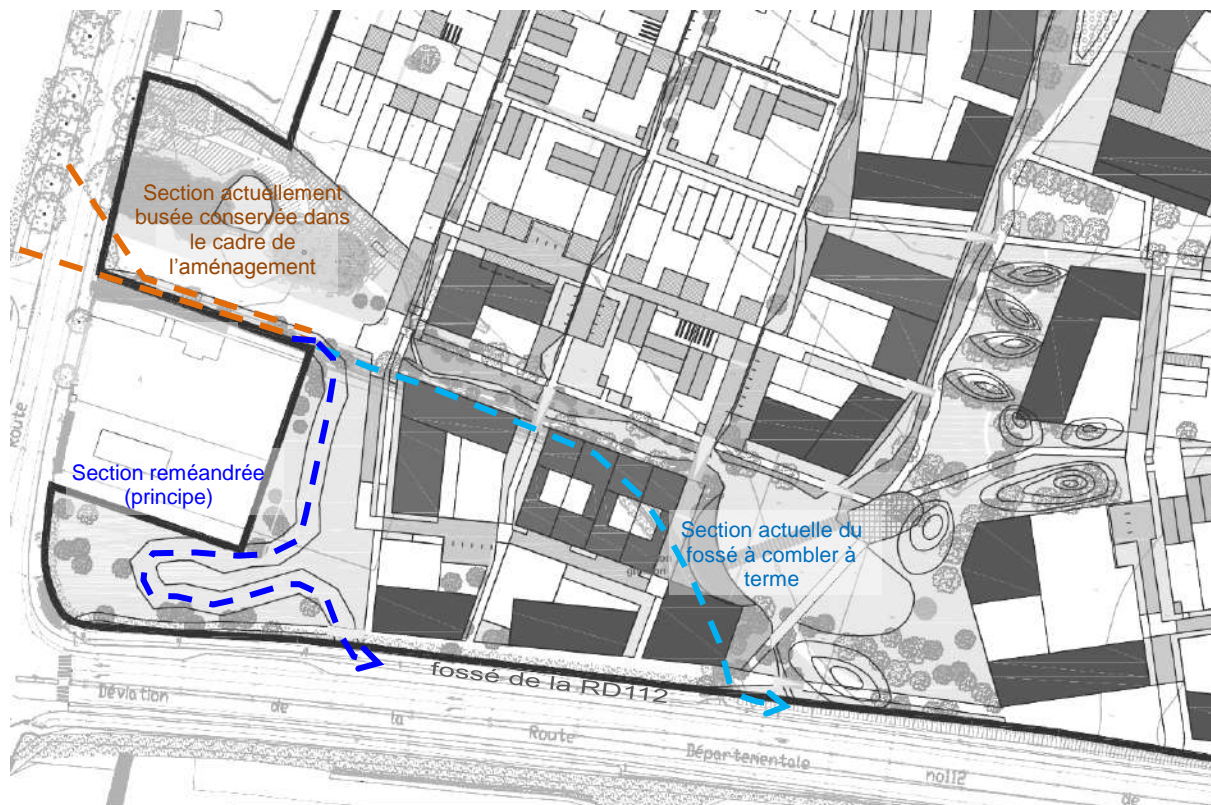 Section actuellement
busée conservée dans
le cadre de
l’aménagement
Route
Section reméandrée
(principe)
Section actuelle du
fossé à combler à
terme
fossé de la RD112
Déviation de la Route Départementale no112 de